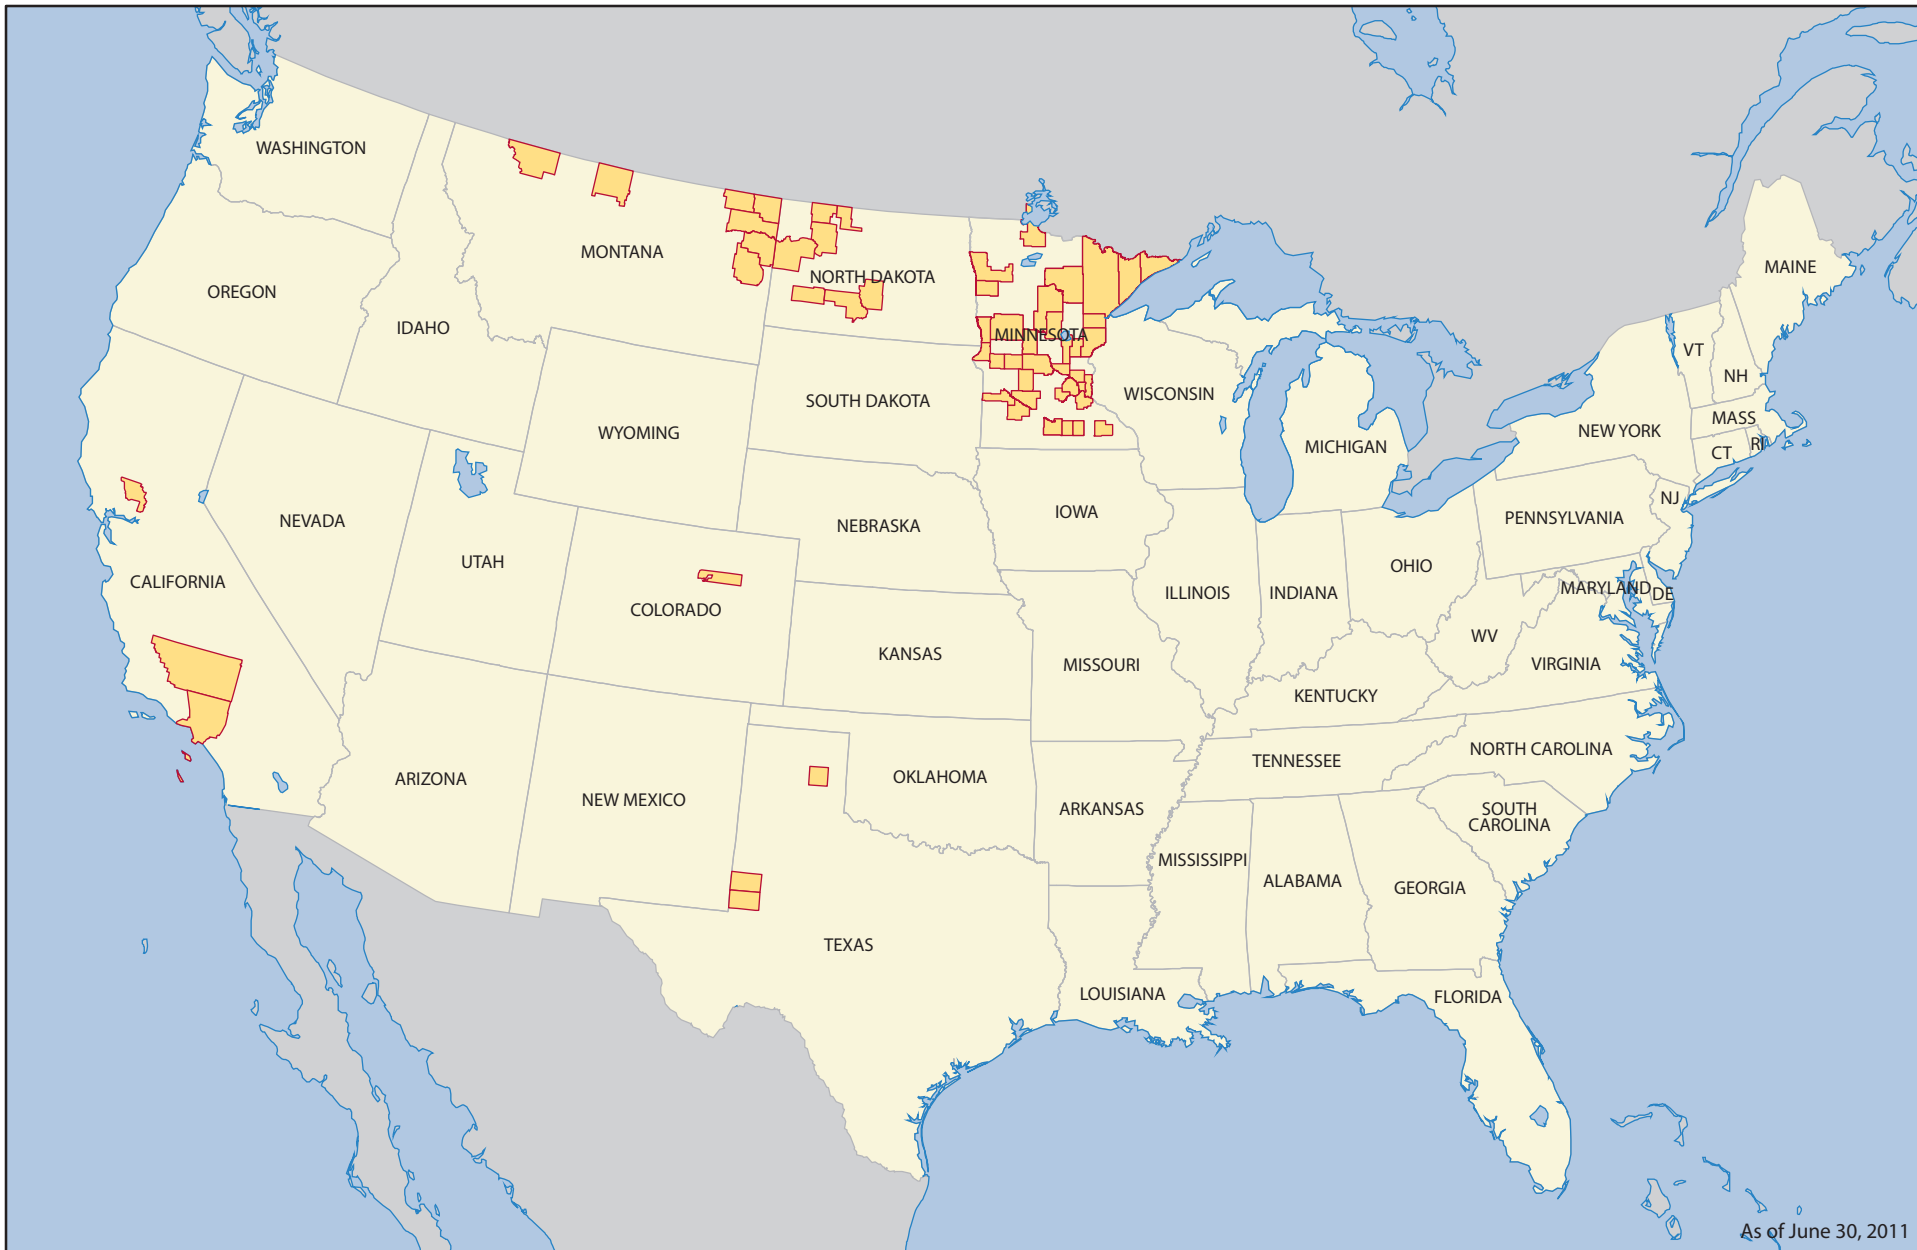 WASHINGTON
MAINE
MONTANA
NORTH DAKOTA
OREGON
IDAHO
MINNESOTA
VT
NH
WISCONSIN
SOUTH DAKOTA
MASS
WYOMING
NEW YORK
RI
MICHIGAN
CT
NJ
IOWA
PENNSYLVANIA
NEVADA
NEBRASKA
UTAH
OHIO
CALIFORNIA
MARYLAND
DE
ILLINOIS
INDIANA
COLORADO
WV
KANSAS
MISSOURI
VIRGINIA
KENTUCKY
NORTH CAROLINA
TENNESSEE
ARIZONA
OKLAHOMA
NEW MEXICO
ARKANSAS
SOUTH
CAROLINA
MISSISSIPPI
ALABAMA
GEORGIA
TEXAS
LOUISIANA
FLORIDA
As of June 30, 2011